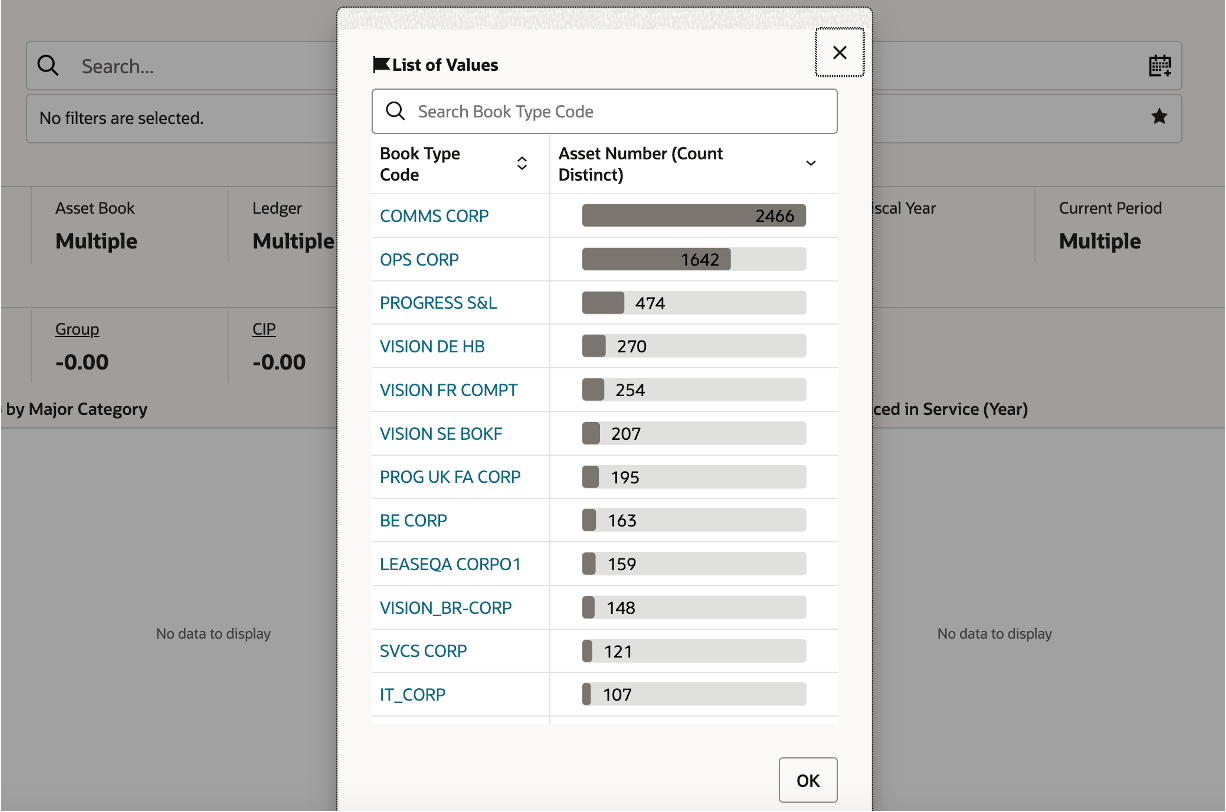 Search...
No filters are selected.
List of Values
Search Book Type Code
Book Type
Code
Asset Number (Count
Distinct)
COMMS CORP 2466
OPS CORP 1642
PROGRESS S&L 474
VISION DE HB 270
VISION FR COMPT 254
VISION SE BOKF 207
PROG UK FA CORP 195
BE CORP 163
LEASEQA CORPO1 159
VISION_BR-CORP 148
SVCS CORP 121
IT_CORP 107
OK
Asset Book
Multiple
Ledger
Multiple
scal Year
Current Period
Multiple
Group
-0.00
CIP
-0.00
by Major Category
ced in Service (Year)
No data to display
No data to display